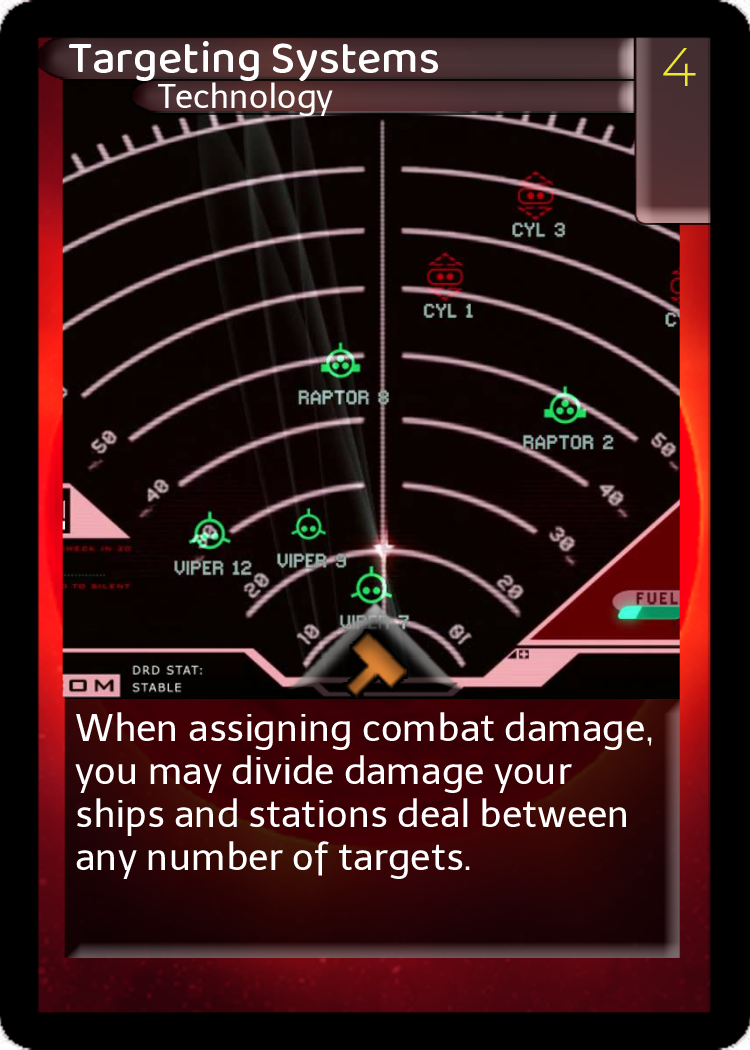 Targeting Systems
4
Technology
CYL 3
CYL 1
RAPTOR 8
RAPTOR 2
50
50
40
40
VIPER 12
VIPER 9
30
20
20
VIPER 7
FUEL
10
10
DRD STAT:
STABLE
OM
When assigning combat damage,
you may divide damage your
ships and stations deal between
any number of targets.